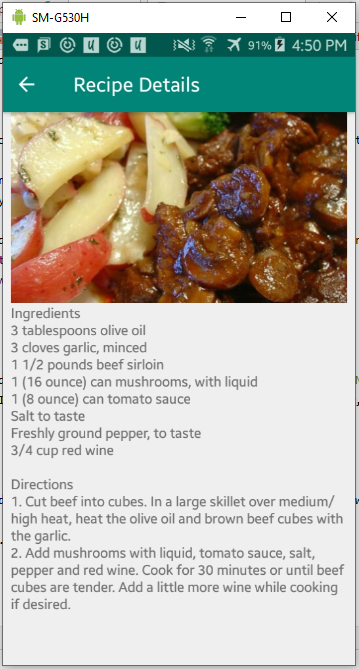 SM-G530H
91% 4:50 PM
Recipe Details
Ingredients
3 tablespoons olive oil
3 cloves garlic, minced
1 1/2 pounds beef sirloin
1 (16 ounce) can mushrooms, with liquid
1 (8 ounce) can tomato sauce
Salt to taste
Freshly ground pepper, to taste
3/4 cup red wine
Directions
1. Cut beef into cubes. In a large skillet over medium/
high heat, heat the olive oil and brown beef cubes with
the garlic.
2. Add mushrooms with liquid, tomato sauce, salt,
pepper and red wine. Cook for 30 minutes or until beef
cubes are tender. Add a little more wine while cooking
if desired.